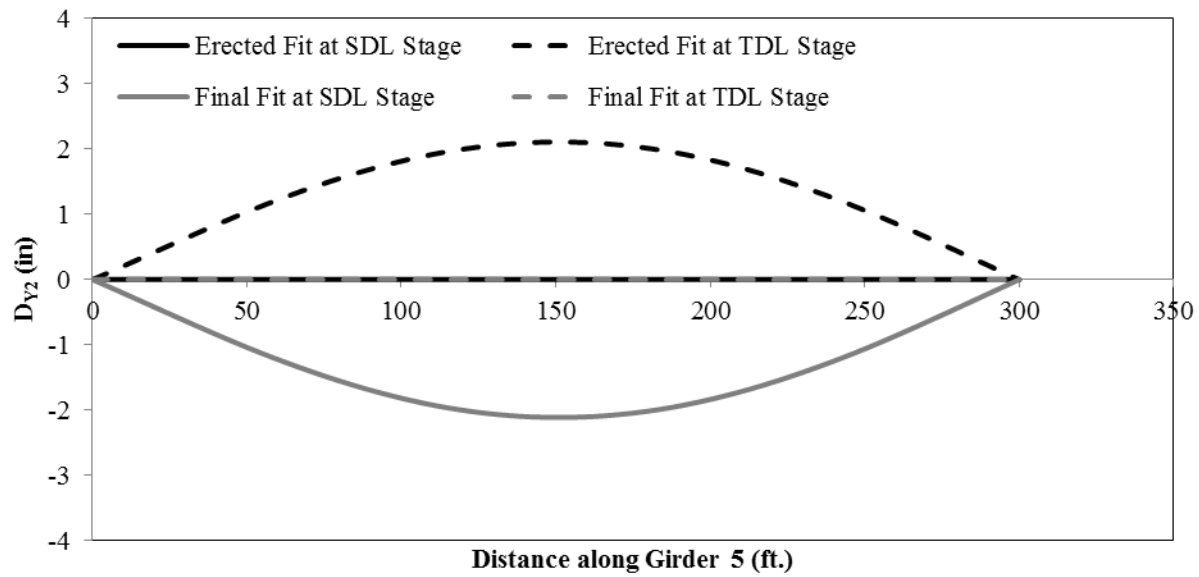 4
Erected Fit at SDL Stage Erected Fit at TDL Stage
3
Final Fit at SDL Stage Final Fit at TDL Stage
2
1
0
0 50 100 150 200 250 300 350
-1
-2
-3
-4
D_Y2 (in)
Distance along Girder 5 (ft.)